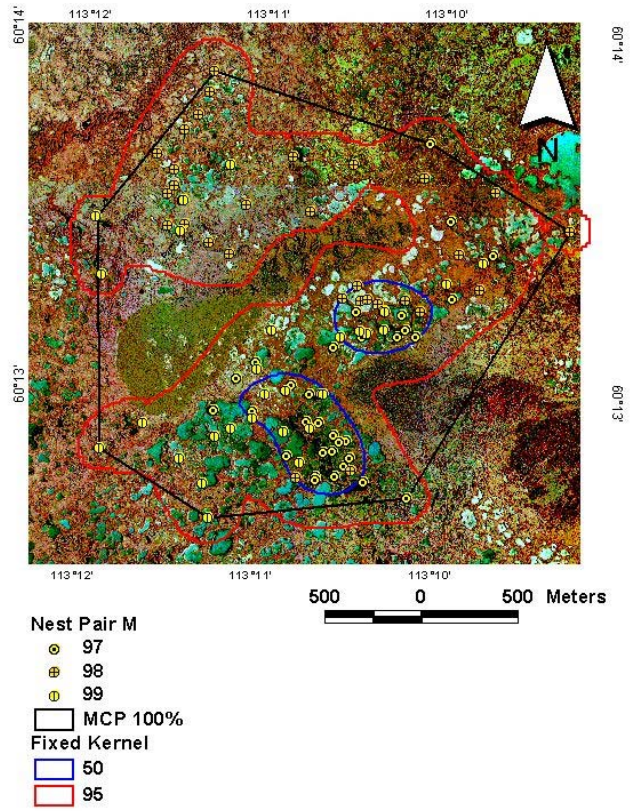 113 °12' 113 °11' 113 °10'
60°14' 60°14'
N
60°13' 60°13'
113 °12' 113 °11' 113 °10'
500 0 500 Meters
Nest Pair M
97
98
99
MCP 100%
Fixed Kernel
50
95